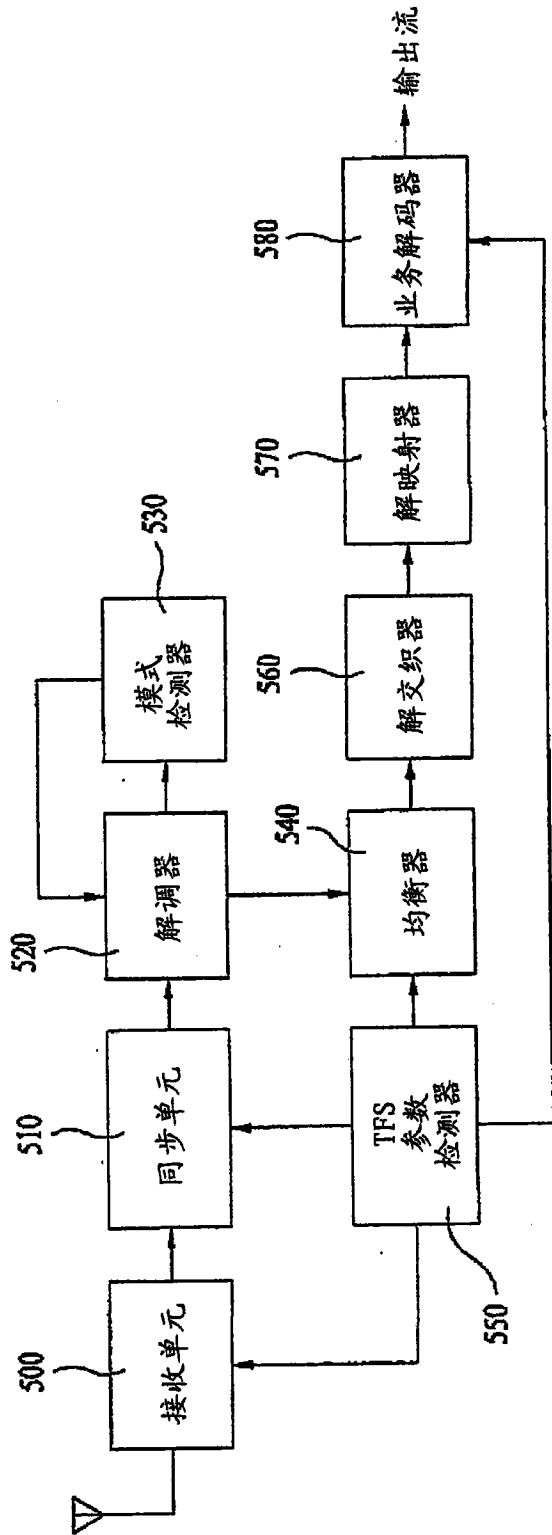 500
接收单元
510
同步单元
520
解调器
530
模式
检测器
540
均衡器
550
TFS
参数
检测器
560
解交织器
570
解映射器
580
业务解码器
输出流